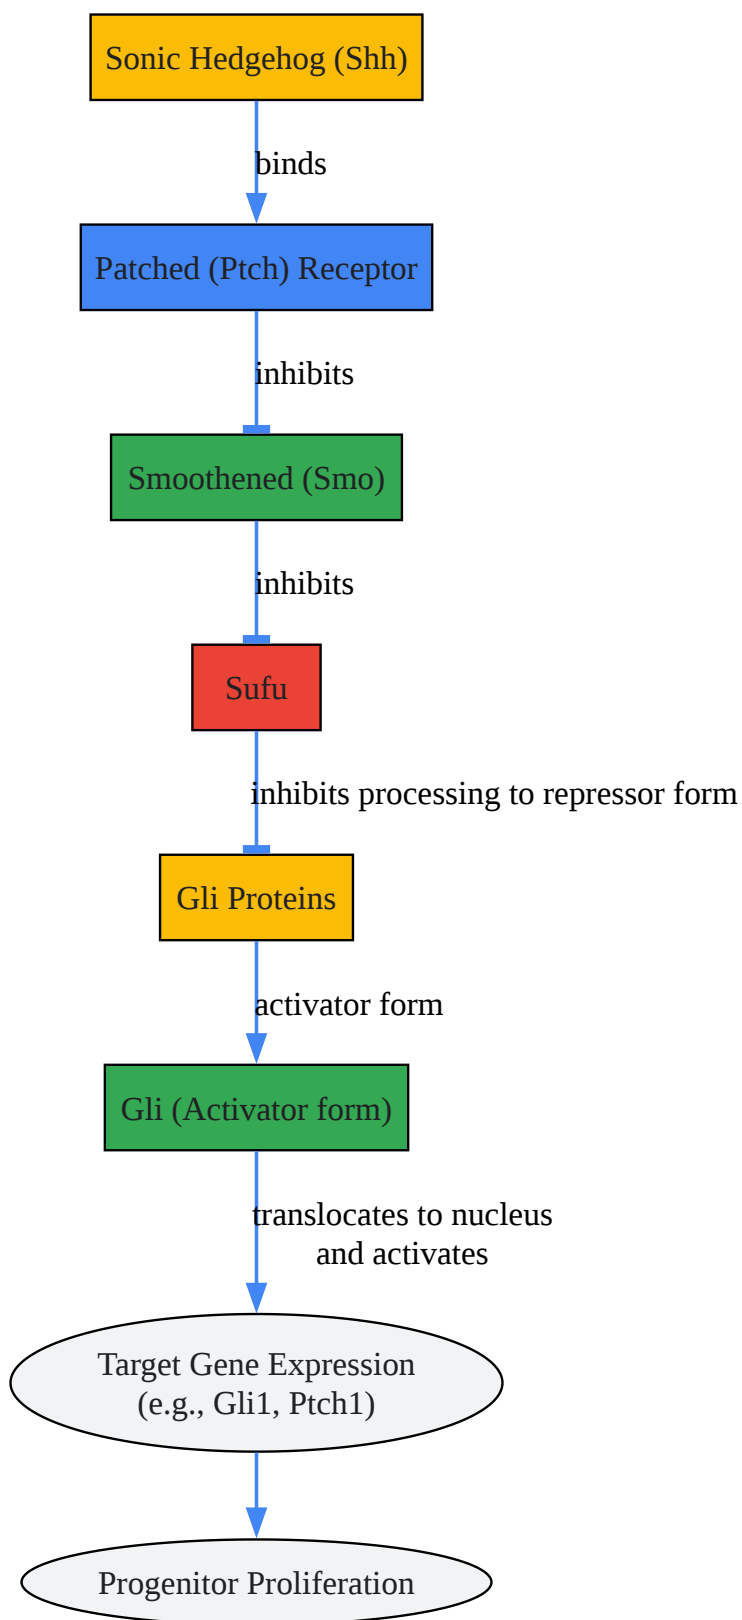 Sonic Hedgehog (Shh)
binds
Patched (Ptch) Receptor
inhibits
Smoothened (Smo)
inhibits
Sufu
inhibits processing to repressor form
Gli Proteins
activator form
Gli (Activator form)
translocates to nucleus
and activates
Target Gene Expression
(e.g., Gli1, Ptch1)
Progenitor Proliferation